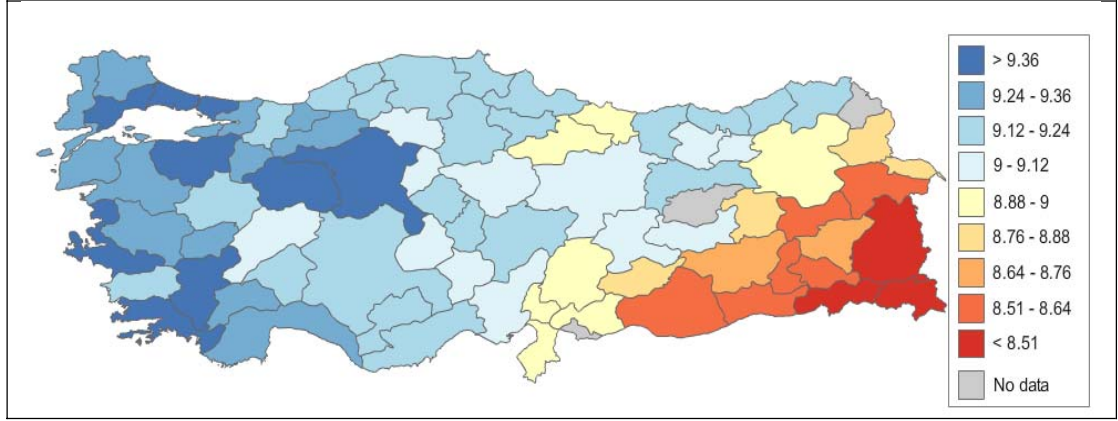 > 9.36
9.24 - 9.36
9.12 - 9.24
9 - 9.12
8.88 - 9
8.76 - 8.88
8.64 - 8.76
8.51 - 8.64
< 8.51
No data